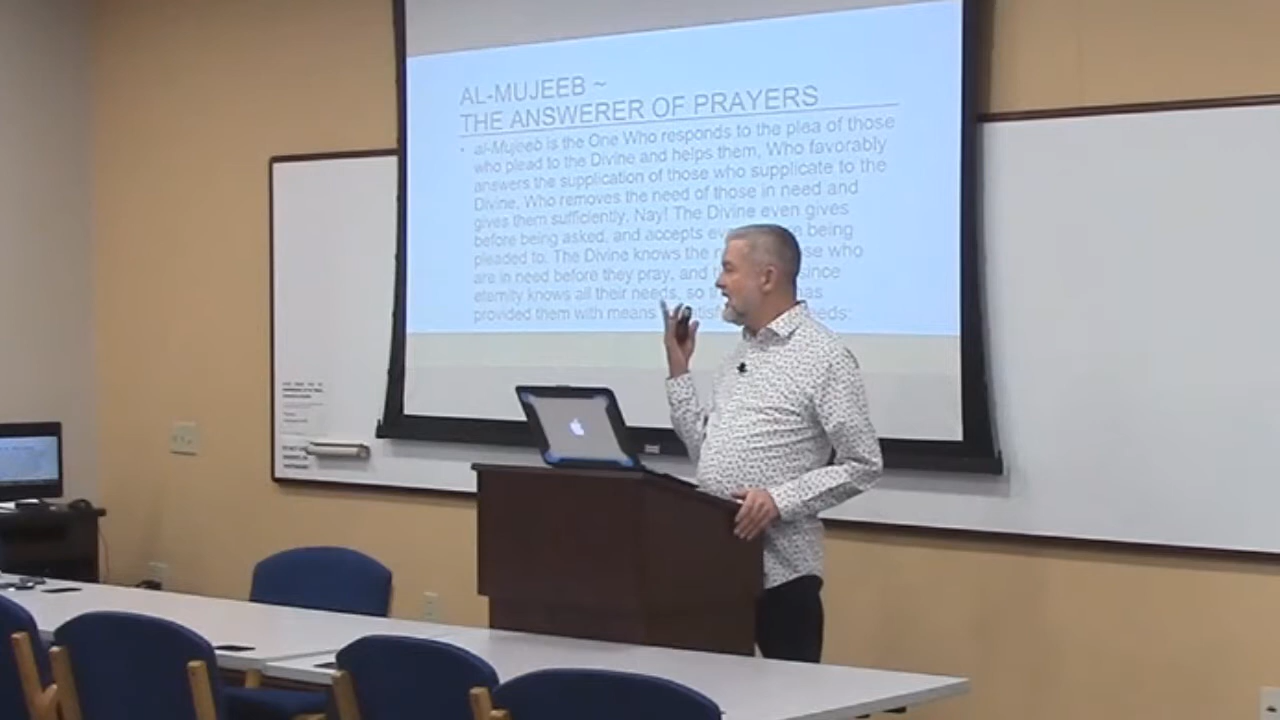 AL-MUJEEB ~
THE ANSWERER OF PRAYERS
• al-Mujeeb is the One Who responds to the plea of those
who plead to the Divine and helps them, Who favorably
answers the supplication of those who supplicate to the
Divine, Who removes the need of those in need and
gives them sufficiently. Nay! The Divine even gives
before being asked, and accepts being
pleaded to. The Divine knows the who
are in need before they pray, and since
eternity knows all their needs, so has
provided them with means